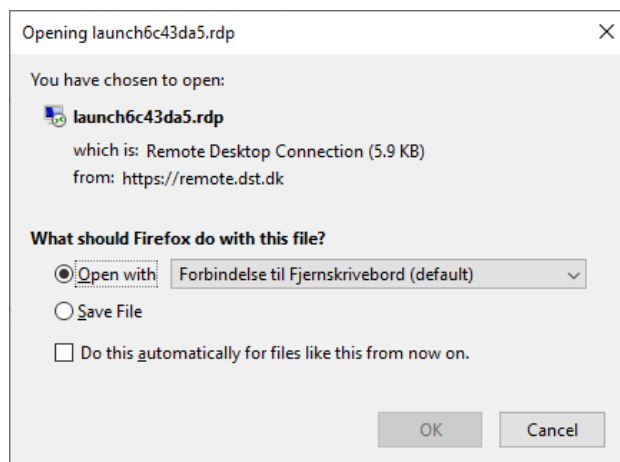 Opening launch6c43da5.rdp
You have chosen to open:
launch6c43da5.rdp
which is: Remote Desktop Connection (5.9 KB)
from: https://remote.dst.dk
What should Firefox do with this file?
Open with Forbindelse til Fjernskrivebord (default)
Save File
Do this automatically for files like this from now on.
OK Cancel